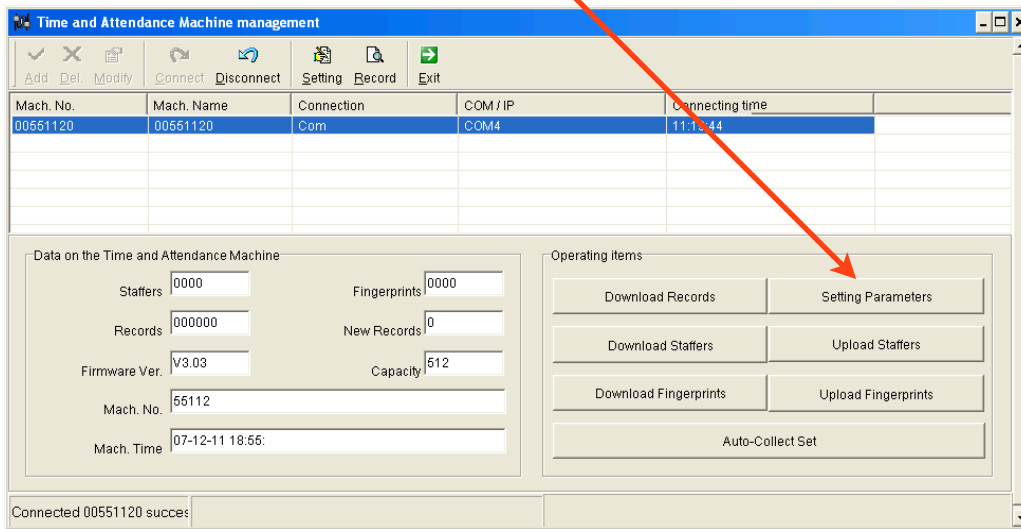 Time and Attendance Machine management
Add Del. Modify Connect Disconnect Setting Record Exit
Mach. No. Mach. Name Connection COM / IP Connecting time
00551120 00551120 Com COM4
Data on the Time and Attendance Machine
Staffers 0000 Fingerprints 0000
Records 000000 New Records 0
Firmware Ver. V3.03 Capacity 512
Mach. No. 55112
Mach. Time 07-12-11 18:55:
Operating items
Download Records Setting Parameters
Download Staffers Upload Staffers
Download Fingerprints Upload Fingerprints
Auto-Collect Set
Connected 00551120 succes